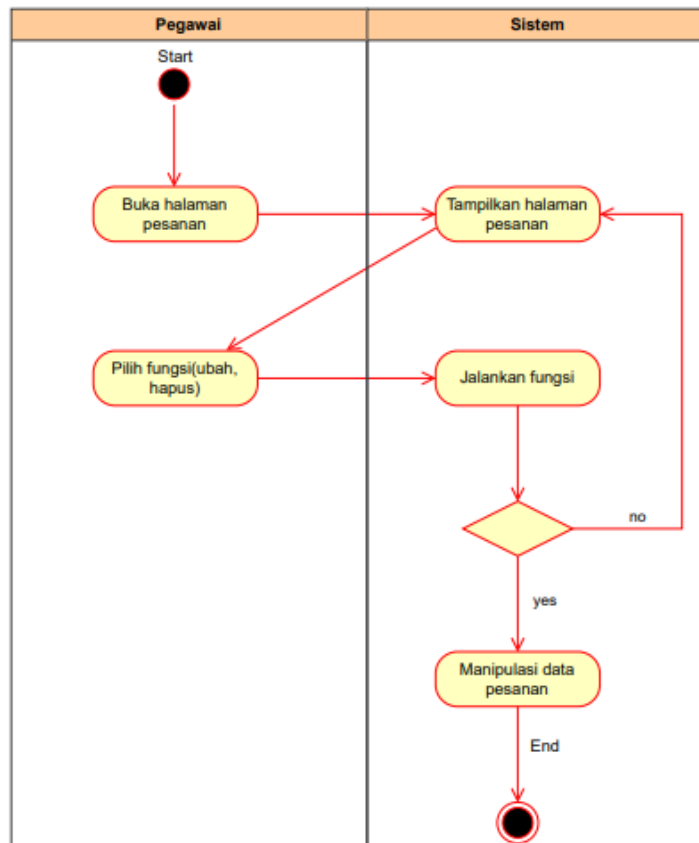 Pegawai
Sistem
Start
Buka halaman
pesanan
Tampilkan halaman
pesanan
Pilih fungsi(ubah,
hapus)
Jalankan fungsi
no
yes
Manipulasi data
pesanan
End